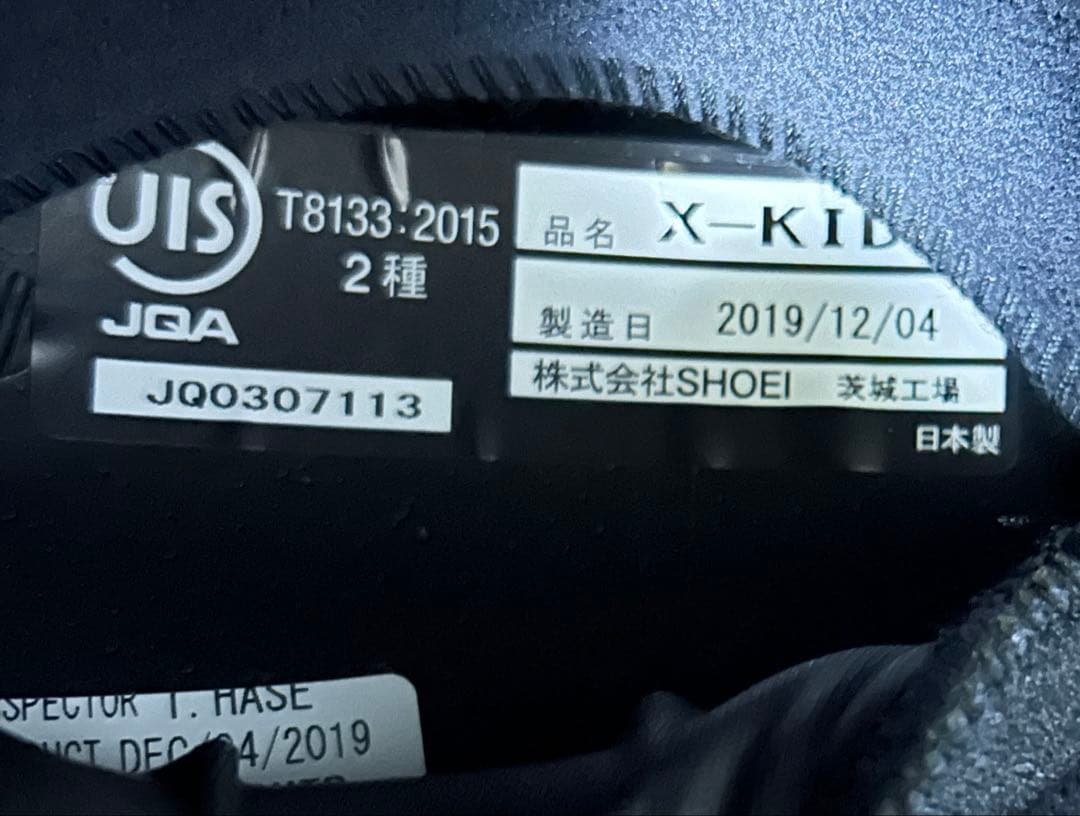 JIS
T8133:2015
2種
JQA
JQ0307113
品名 X-KID
製造日 2019/12/04
株式会社SHOEI 茨城工場
日本製
T. HASE
DEC/04/2019